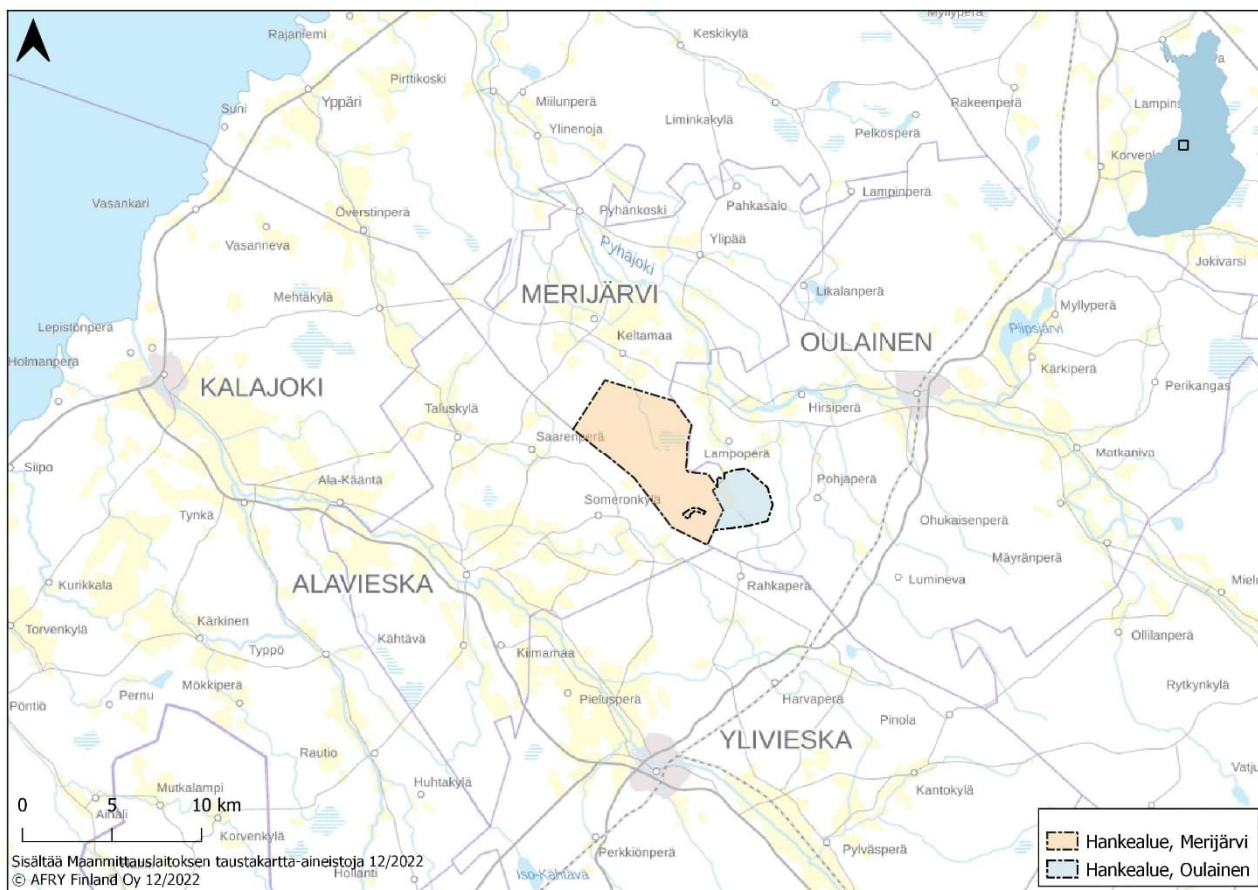 Rajaniemi
Keskikylä
Myllyperä
Pirttikoski
Yppäri
Miilunperä
Rakeenperä
Suni
Liminkakylä
Ylinenoja
Pelkosperä
Vasankari
Överstinperä
Pyhänkoski
Pahkasalo
Lampinperä
Vasanneva
Pyhäjoki
Ylipää
Jokivarsi
Mehtäkylä
MERIJÄRVI
Likalanperä
Myllyperä
Lepistönperä
Keltamaa
OULAINEN
Piipsjärvi
Holmanperä
KALAJOKI
Kärkiperä
Perikangas
Hirsiperä
Taluskylä
Saarenperä
Lampoperä
Matkaniva
Siipo
Ala-Kääntä
Someronkylä
Pohjaperä
Tynkä
Ohukaisenperä
Mäyränperä
ALAVIESKA
Rahkaperä
Lumineva
Kurikkala
Torvenkylä
Kärkinen
Typpö
Kähtävä
Kiimamaa
Ollilanperä
Mökkiperä
Pielusperä
Harvaperä
Rytkynkylä
Pöntiö
Pernu
Pinola
Rautio
YLIVIESKA
Huhtakylä
Kantokylä
0 5 10 km
Mutkalampi
Ainali
Korvenkylä
Perkkiönperä
Pylväsperä
Iso-Kähtävä
Hollanti
Hankealue, Merijärvi
Hankealue, Oulainen
Sisältää Maanmittauslaitoksen taustakartta-aineistoja 12/2022
© AFRY Finland Oy 12/2022